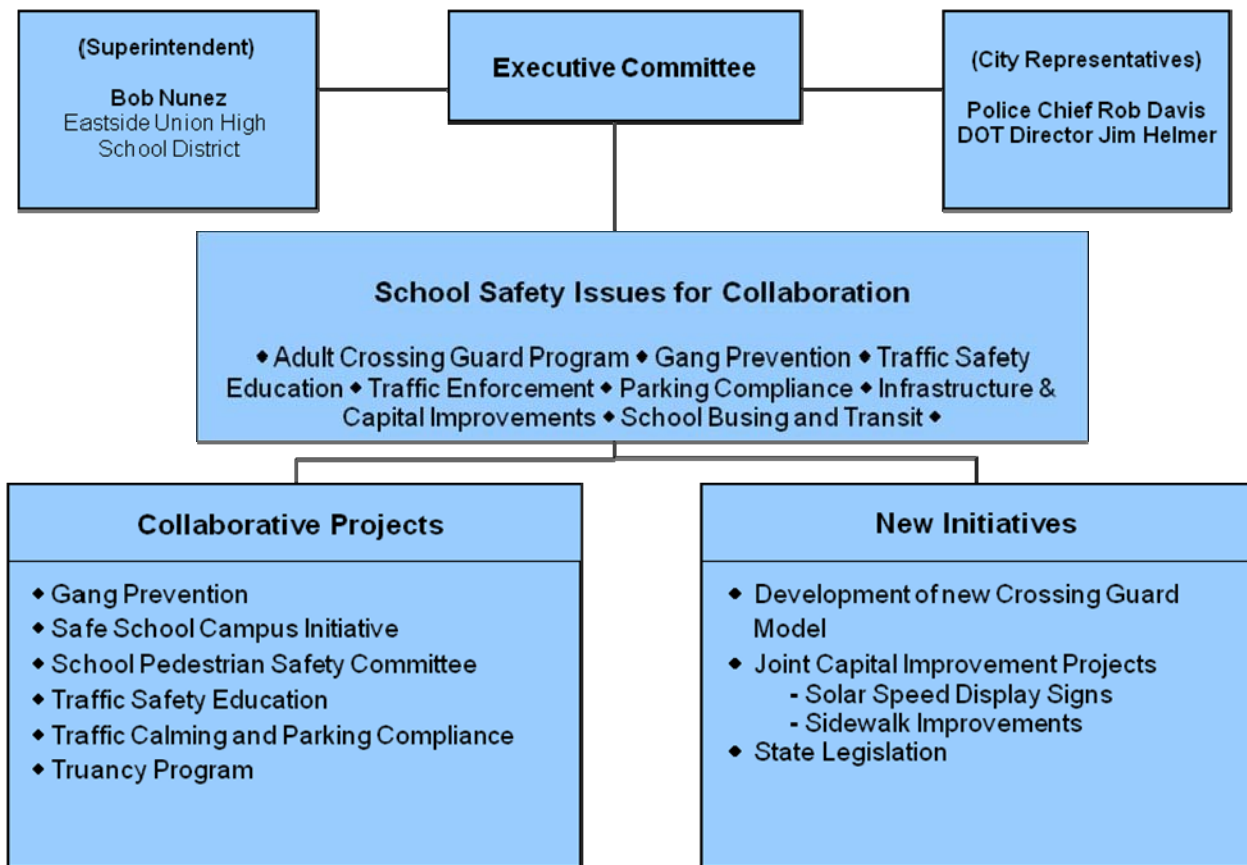 (Superintendent)
Bob Nunez
Eastside Union High
School District
Executive Committee
(City Representatives)
Police Chief Rob Davis
DOT Director Jim Helmer
School Safety Issues for Collaboration
◆ Adult Crossing Guard Program ◆ Gang Prevention ◆ Traffic Safety
Education ◆ Traffic Enforcement ◆ Parking Compliance ◆ Infrastructure &
Capital Improvements ◆ School Busing and Transit ◆
Collaborative Projects
◆ Gang Prevention
◆ Safe School Campus Initiative
◆ School Pedestrian Safety Committee
◆ Traffic Safety Education
◆ Traffic Calming and Parking Compliance
◆ Truancy Program
New Initiatives
◆ Development of new Crossing Guard
Model
◆ Joint Capital Improvement Projects
- Solar Speed Display Signs
- Sidewalk Improvements
◆ State Legislation